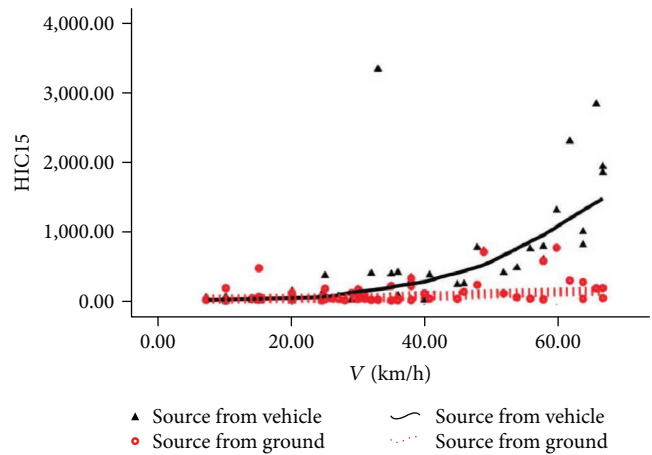 4,000.00
3,000.00
2,000.00
1,000.00
0.00
HIC15
0.00 20.00 40.00 60.00
V (km/h)
Source from vehicle Source from vehicle
Source from ground Source from ground